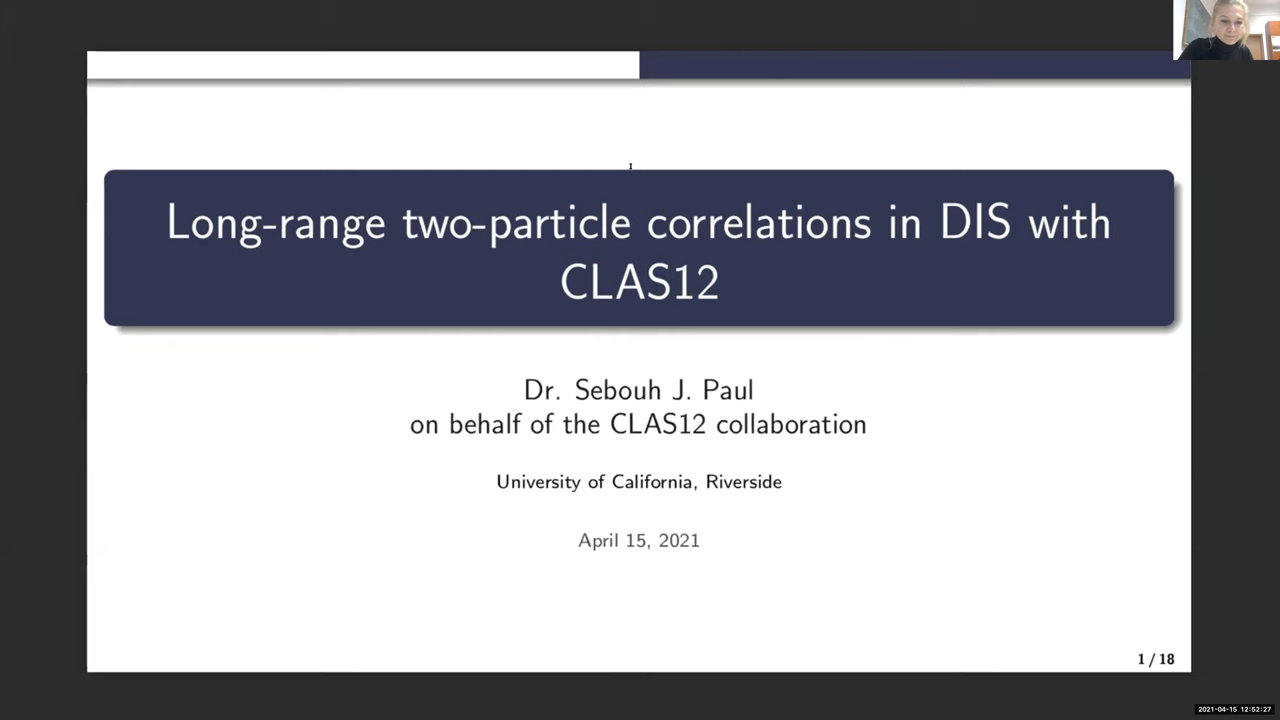 Long-range two-particle correlations in DIS with
CLAS12
Dr. Sebouh J. Paul
on behalf of the CLAS12 collaboration
University of California, Riverside
April 15, 2021
1 / 18
2021-04-15 12:52:27